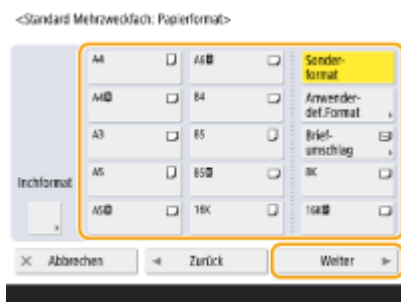 <Standard Mehrzweckfach: Papierformat>
A4
A6R
Sonder-
format
A4R
B4
Anwender-
def.Format
A3
B5
Brief-
umschlag
Inchformat
A5
B5R
8K
A5R
16K
16KR
Abbrechen
Zurück
Weiter